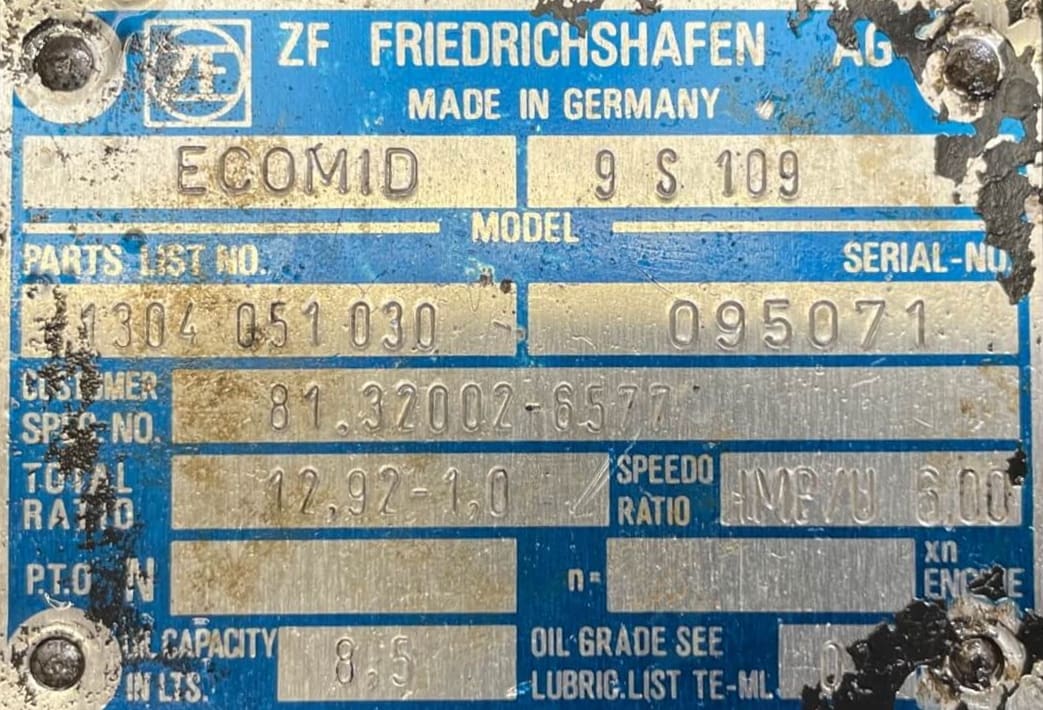 ZF ZF FRIEDRICHSHAFEN AG
MADE IN GERMANY
ECOMID 9 S 109
MODEL
PARTS LIST NO. SERIAL-NO
1304 051 030 095071
CUSTOMER SPEC-NO. 81.32002-6577
TOTAL RATIO 12,92-1,0 SPEEDO RATIO 6.00
P.T.O N n= xn ENGINE
OIL CAPACITY IN LTS. 8,5 OIL GRADE SEE LUBRIC.LIST TE-ML 0